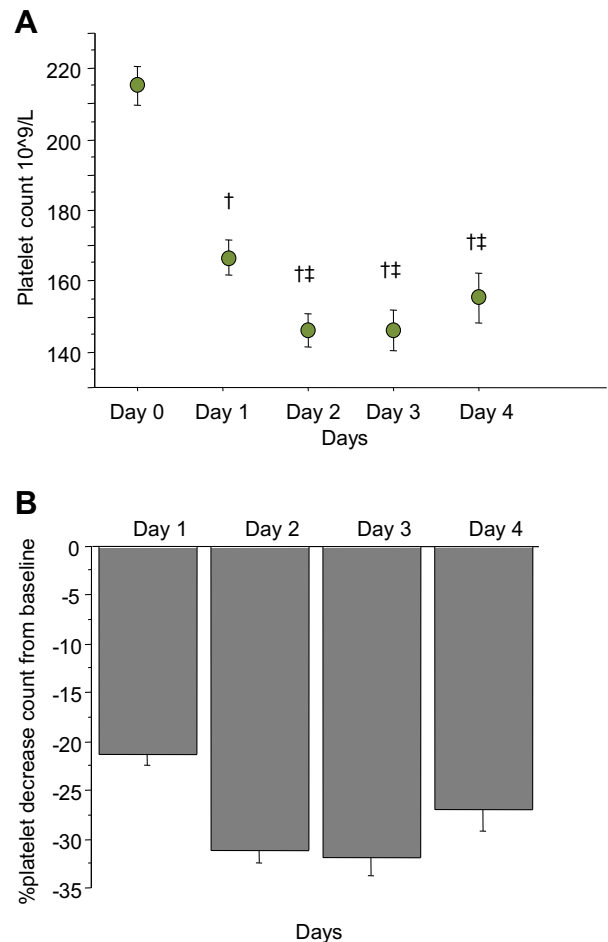 A
Platelet count 10^9/L
220
200
180
160
140
†
†‡
†‡
†‡
Day 0 Day 1 Day 2 Day 3 Day 4
Days
B
%platelet decrease count from baseline
Day 1 Day 2 Day 3 Day 4
0
-5
-10
-15
-20
-25
-30
-35
Days